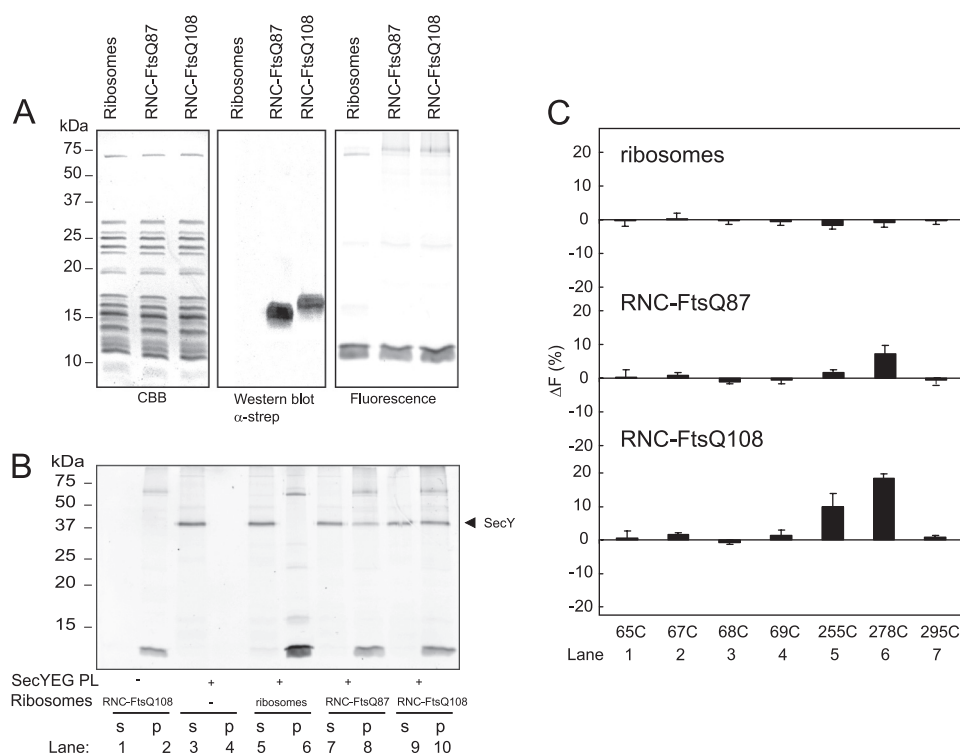 A
Ribosomes
RNC-FtsQ87
RNC-FtsQ108
Ribosomes
RNC-FtsQ87
RNC-FtsQ108
Ribosomes
RNC-FtsQ87
RNC-FtsQ108
kDa
75
50
37
25
20
15
10
CBB
Western blot
α-strep
Fluorescence
B
kDa
75
50
37
25
20
15
SecY
SecYEG PL - + + + +
Ribosomes RNC-FtsQ108 - ribosomes RNC-FtsQ87 RNC-FtsQ108
s p s p s p s p s p
Lane: 1 2 3 4 5 6 7 8 9 10
C
ribosomes
20
10
0
-10
-20
RNC-FtsQ87
10
0
-10
-20
ΔF (%)
RNC-FtsQ108
20
10
0
-10
-20
65C 67C 68C 69C 255C 278C 295C
Lane 1 2 3 4 5 6 7